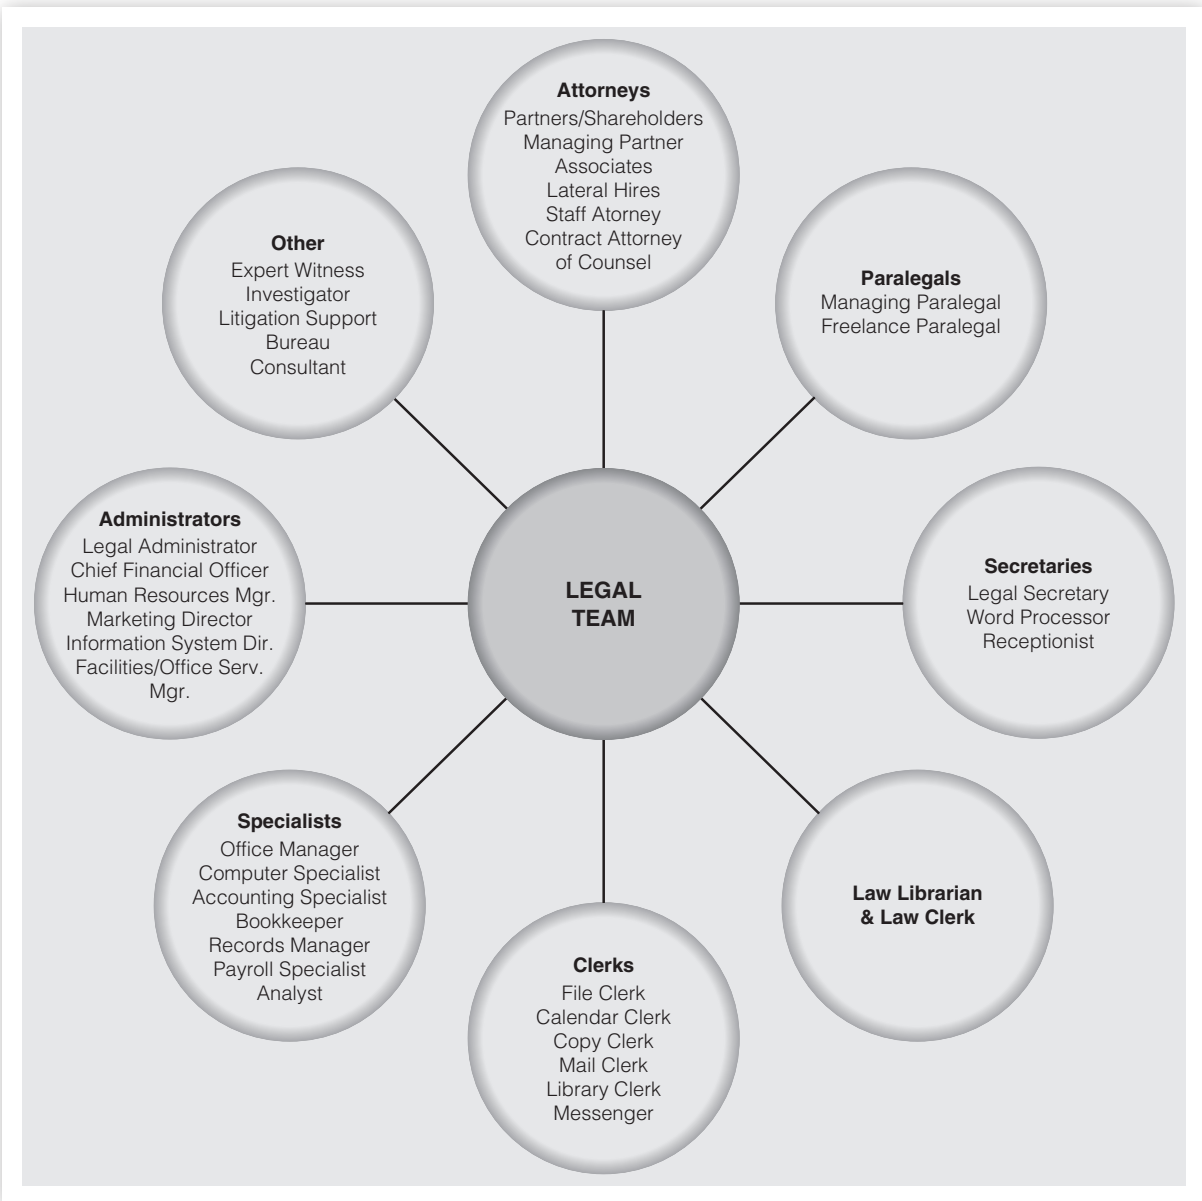 Attorneys
Partners/Shareholders
Managing Partner
Associates
Lateral Hires
Staff Atorney
Contract Attorney
of Counsel
Paralegals
Managing Paralegal
Freelance Paralegal
Secretaries
Legal Secretary
Word Processor
Receptionist
Law Librarian
& Law Clerk
Clerks
File Clerk
Calendar Clerk
Copy Clerk
Mail Clerk
Library Clerk
Messenger
Specialists
Office Manager
Computer Specialist
Accounting Specialist
Bookkeeper
Records Manager
Payroll Specialist
Analyst
Administrators
Legal Administrator
Chief Financial Officer
Human Resources Mgr.
Marketing Director
Information System Dir.
Facilities/Office Serv.
Mgr.
Other
Expert Witness
Investigator
Litigation Support
Bureau
Consultant
LEGAL
TEAM